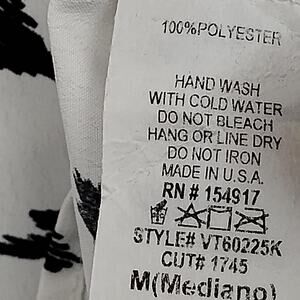 100%POLYESTER
HAND WASH
WITH COLD WATER
DO NOT BLEACH
HANG OR LINE DRY
DO NOT IRON
MADE IN U.S.A.
RN # 154917
STYLE# VT60225K
CUT# 1745
M(Mediano)